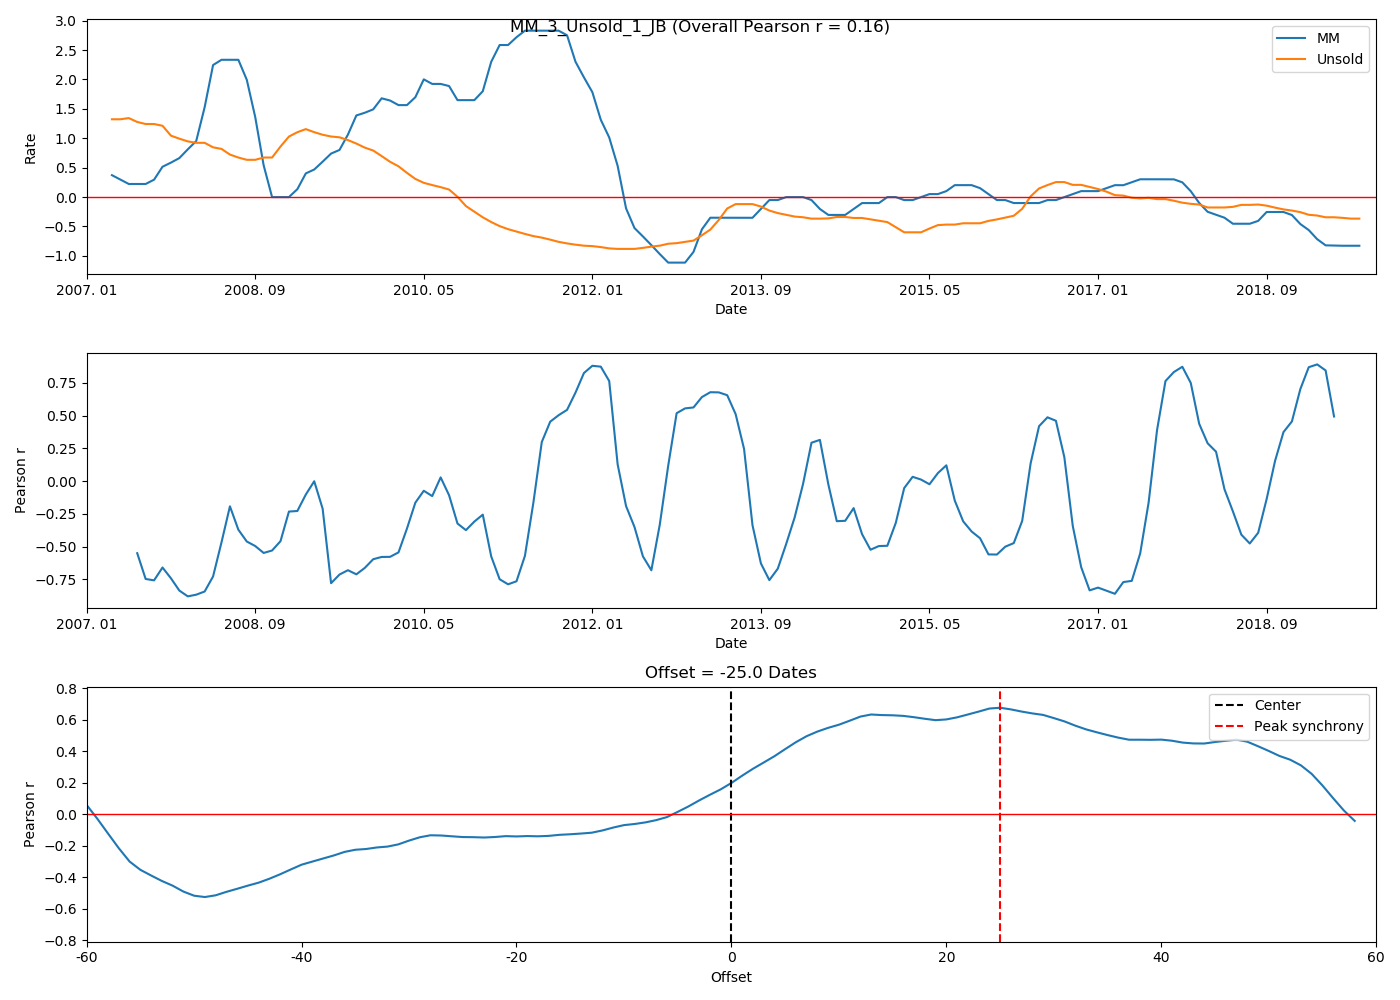 MM_3_Unsold_1_JB (Overall Pearson r = 0.16)
3.0
2.5
2.0
1.5
1.0
0.5
0.0
−0.5
−1.0
Rate
MM
Unsold
2007. 01 2008. 09 2010. 05 2012. 01 2013. 09 2015. 05 2017. 01 2018. 09
Date
0.75
0.50
0.25
0.00
−0.25
−0.50
−0.75
Pearson r
2007. 01 2008. 09 2010. 05 2012. 01 2013. 09 2015. 05 2017. 01 2018. 09
Date
Offset = -25.0 Dates
0.8
0.6
0.4
0.2
0.0
−0.2
−0.4
−0.6
−0.8
Pearson r
Center
Peak synchrony
-60 -40 -20 0 20 40 60
Offset